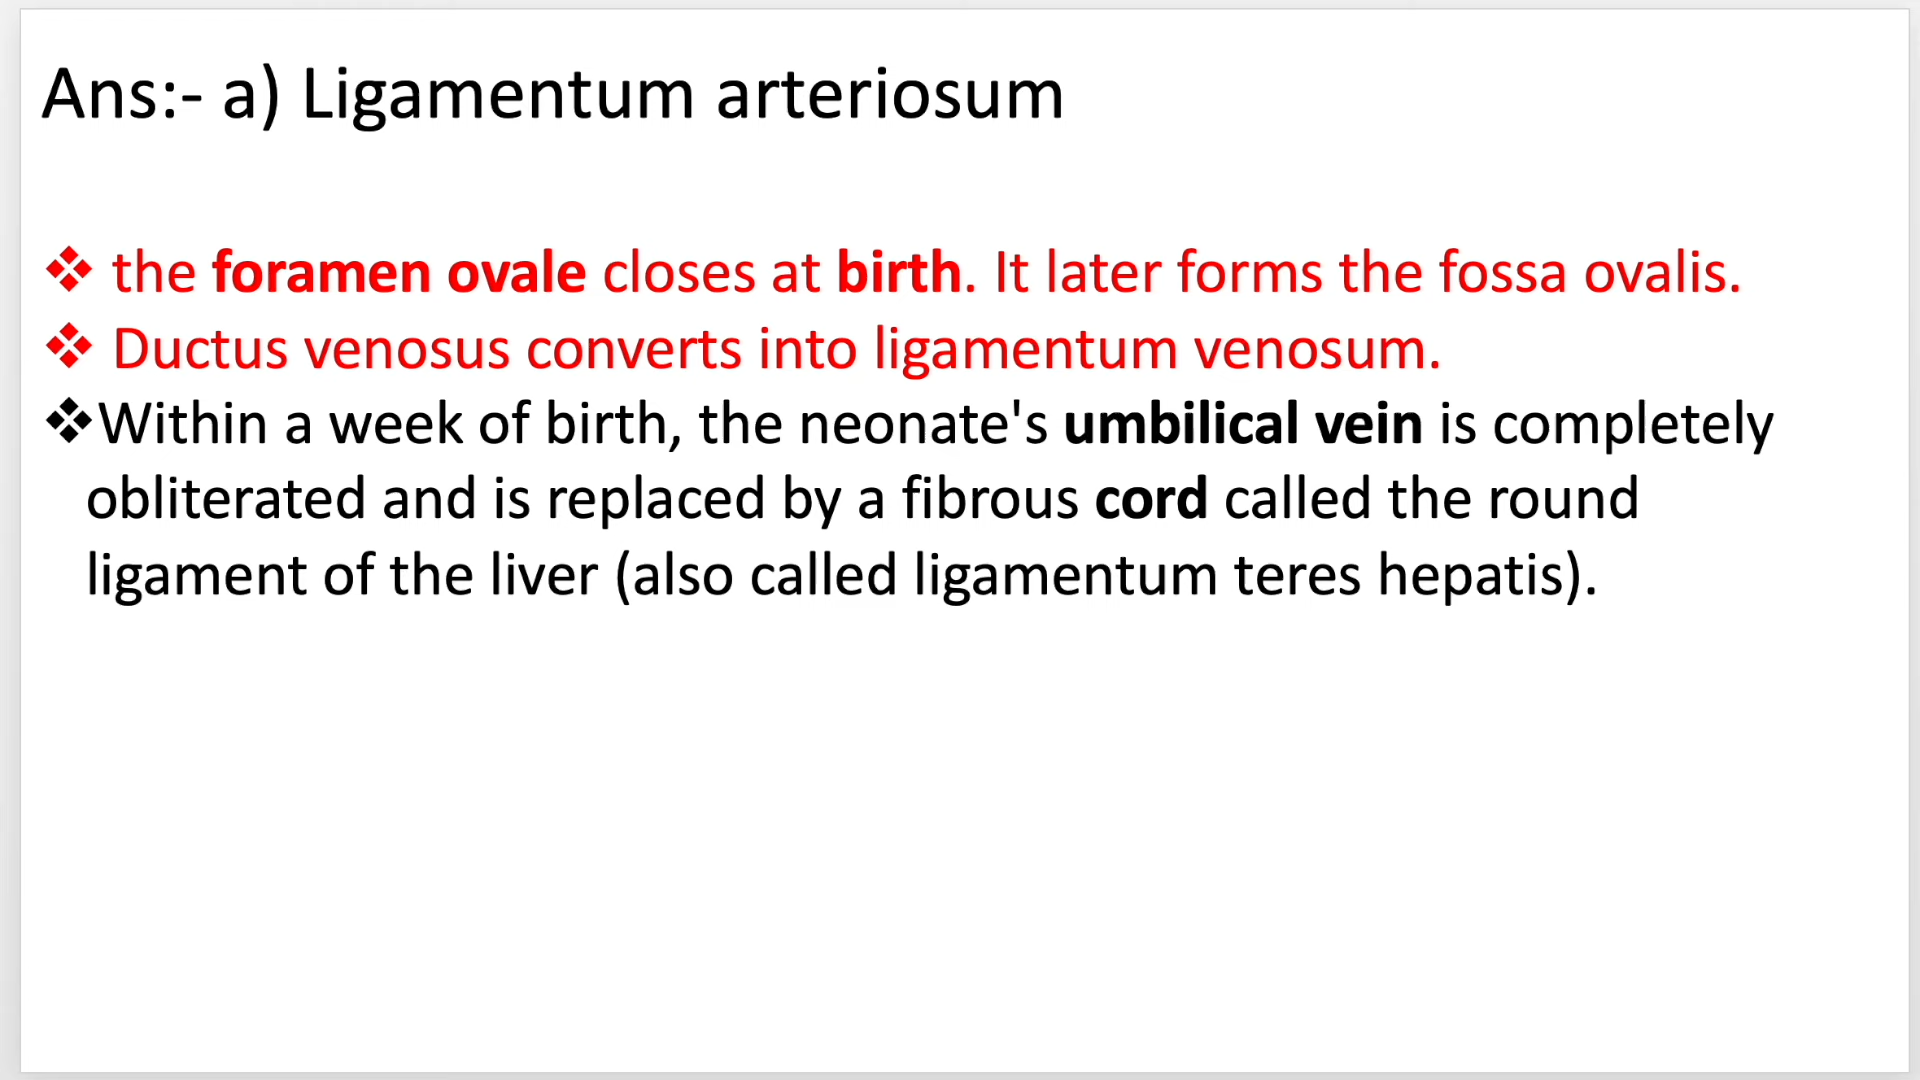 Ans:- a) Ligamentum arteriosum
❖ the foramen ovale closes at birth. It later forms the fossa ovalis.
❖ Ductus venosus converts into ligamentum venosum.
❖Within a week of birth, the neonate's umbilical vein is completely
obliterated and is replaced by a fibrous cord called the round
ligament of the liver (also called ligamentum teres hepatis).